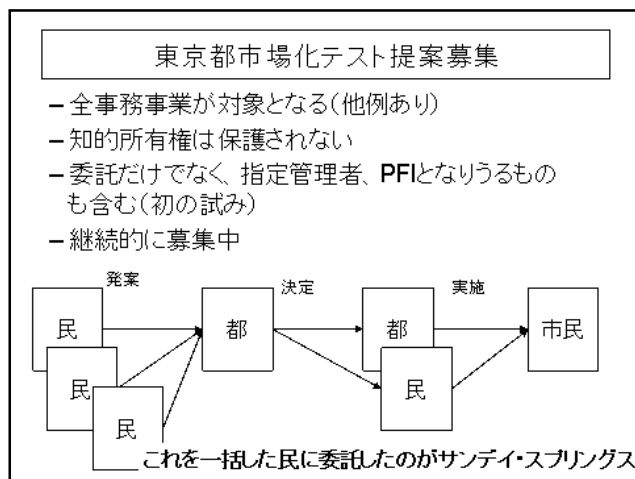 東京都市場化テスト提案募集
– 全事務事業が対象となる(他例あり)
– 知的所有権は保護されない
– 委託だけでなく、指定管理者、PFIとなりうるもの
も含む(初の試み)
– 継続的に募集中
発案
決定
実施
民
都
都
市民
民
民
民
これを一括した民に委託したのがサンデイ・スプリングス